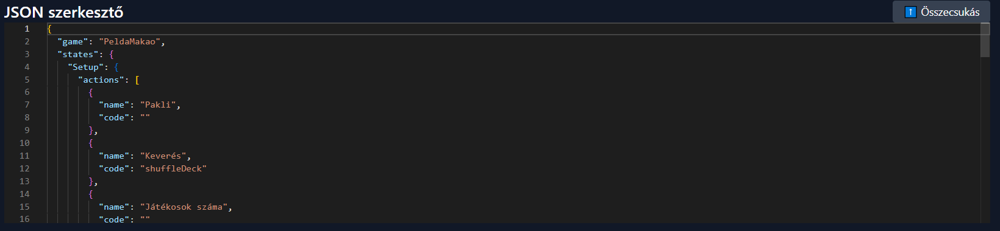 JSON szerkesztő
↑ Összecsukás
1 {
2 "game": "PeldaMakao",
3 "states": {
4 "Setup": {
5 "actions": [
6 {
7 "name": "Pakli",
8 "code": ""
9 },
10 {
11 "name": "Keverés",
12 "code": "shuffleDeck"
13 },
14 {
15 "name": "Játékosok száma",
16 "code": ""